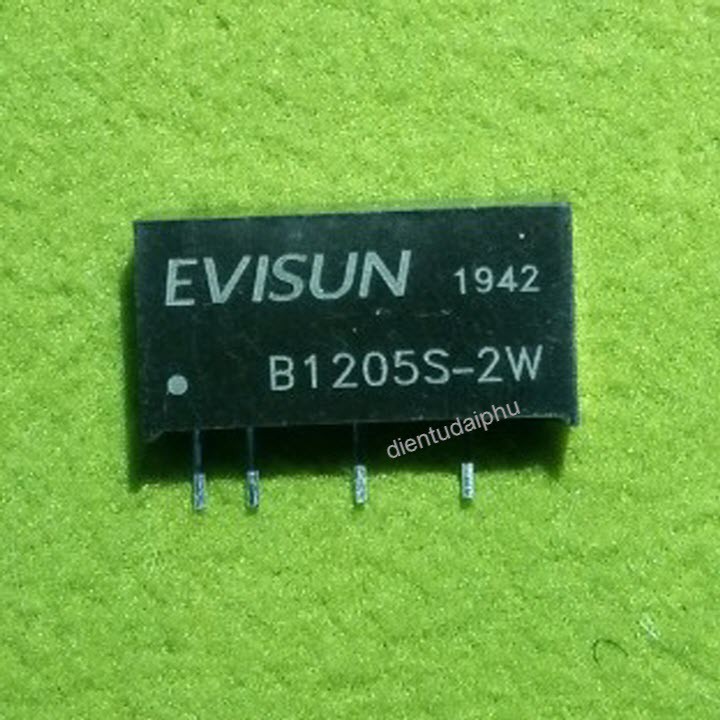 EVISUN 1942
B1205S-2W
dientudaiphu